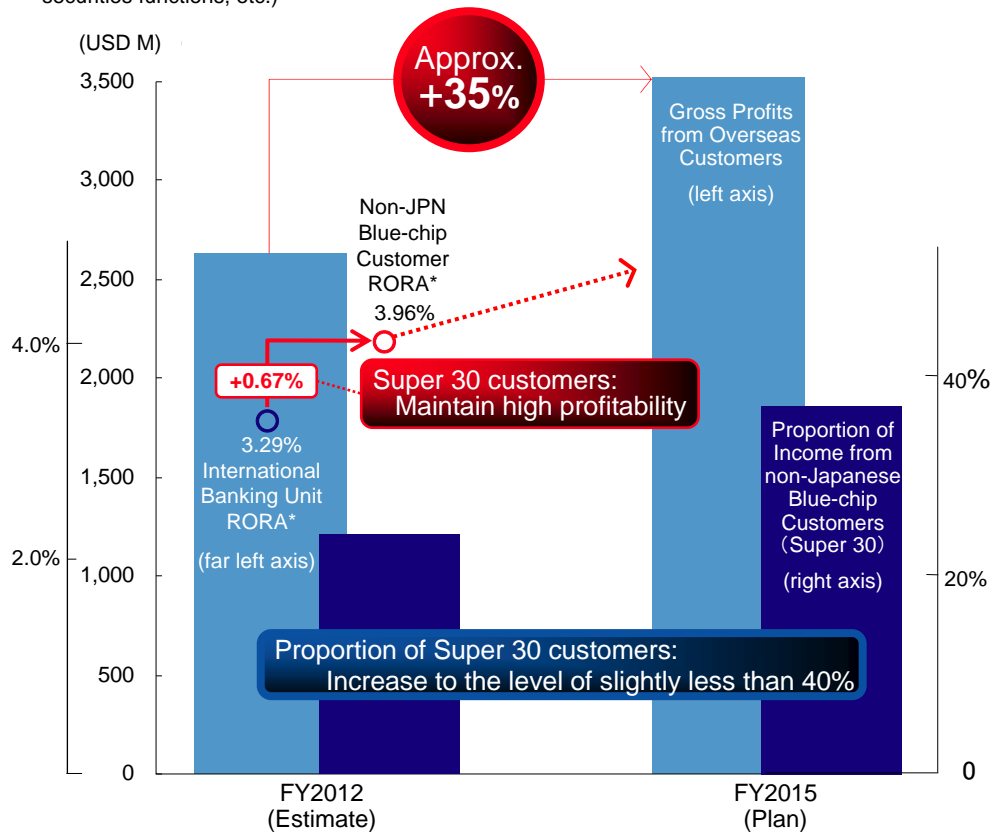 securities functions, etc.)
(USD M)
Approx.
+35%
3,500
3,000
2,500
2,000
1,500
1,000
500
0
4.0%
2.0%
0
40%
20%
0
Gross Profits
from Overseas
Customers
(left axis)
Non-JPN
Blue-chip
Customer
RORA*
3.96%
+0.67%
Super 30 customers:
Maintain high profitability
3.29%
International
Banking Unit
RORA*
(far left axis)
Proportion of
Income from
non-Japanese
Blue-chip
Customers
（Super 30）
(right axis)
Proportion of Super 30 customers:
Increase to the level of slightly less than 40%
FY2012
(Estimate)
FY2015
(Plan)